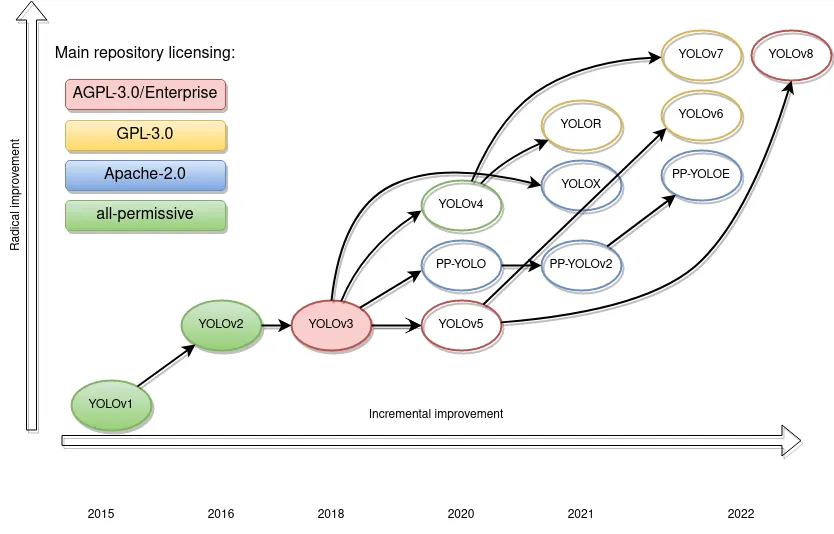 Main repository licensing:
AGPL-3.0/Enterprise
GPL-3.0
Apache-2.0
all-permissive
Radical improvement
YOLOv7
YOLOv8
YOLOR
YOLOv6
YOLOX
PP-YOLOE
YOLOv4
PP-YOLO
PP-YOLOv2
YOLOv2
YOLOv3
YOLOv5
YOLOv1
Incremental improvement
2015
2016
2018
2020
2021
2022